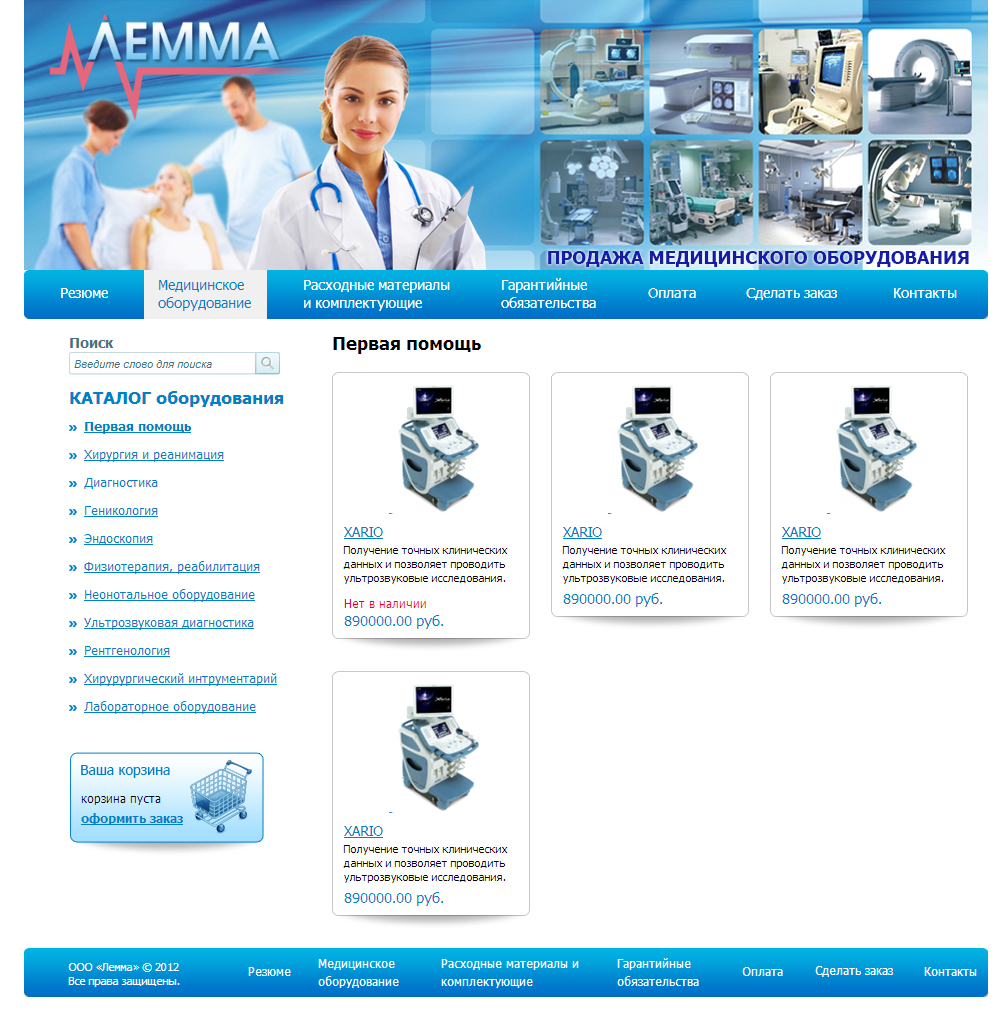 ЛЕММА
ПРОДАЖА МЕДИЦИНСКОГО ОБОРУДОВАНИЯ
Резюме
Медицинское
оборудование
Расходные материалы
и комплектующие
Гарантийные
обязательства
Оплата
Сделать заказ
Контакты
Поиск
Введите слово для поиска
КАТАЛОГ оборудования
» Первая помощь
» Хирургия и реанимация
» Диагностика
» Геникология
» Эндоскопия
» Физиотерапия, реабилитация
» Неонотальное оборудование
» Ультрозвуковая диагностика
» Рентгенология
» Хирурургический интрументарий
» Лабораторное оборудование
Ваша корзина
корзина пуста
оформить заказ
Первая помощь
XARIO
Получение точных клинических
данных и позволяет проводить
ультрозвуковые исследования.
Нет в наличии
890000.00 руб.
XARIO
Получение точных клинических
данных и позволяет проводить
ультрозвуковые исследования.
890000.00 руб.
XARIO
Получение точных клинических
данных и позволяет проводить
ультрозвуковые исследования.
890000.00 руб.
XARIO
Получение точных клинических
данных и позволяет проводить
ультрозвуковые исследования.
890000.00 руб.
ООО «Лемма» © 2012
Все права защищены.
Резюме
Медицинское
оборудование
Расходные материалы и
комплектующие
Гарантийные
обязательства
Оплата
Сделать заказ
Контакты